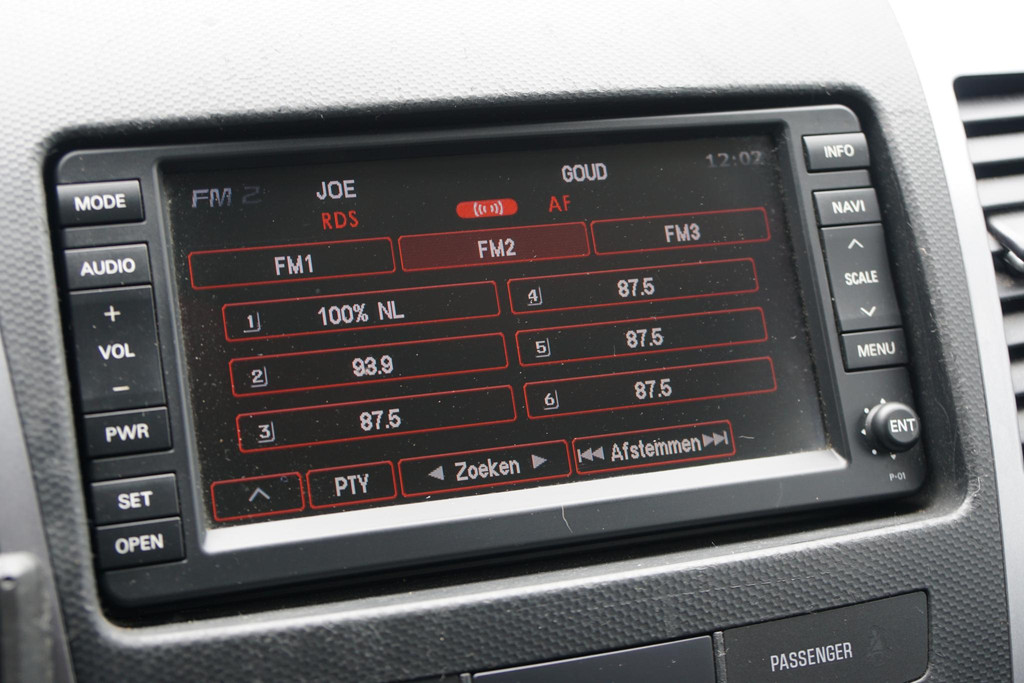 MODE
AUDIO
+
VOL
−
PWR
SET
OPEN
FM 2 JOE GOUD 12:02
RDS ((())) AF
FM1 FM2 FM3
1 100% NL 4 87.5
2 93.9 5 87.5
3 87.5 6 87.5
PTY ◀ Zoeken ▶ I◀◀ Afstemmen ▶▶I
INFO
NAVI
SCALE
MENU
ENT
P-01
PASSENGER